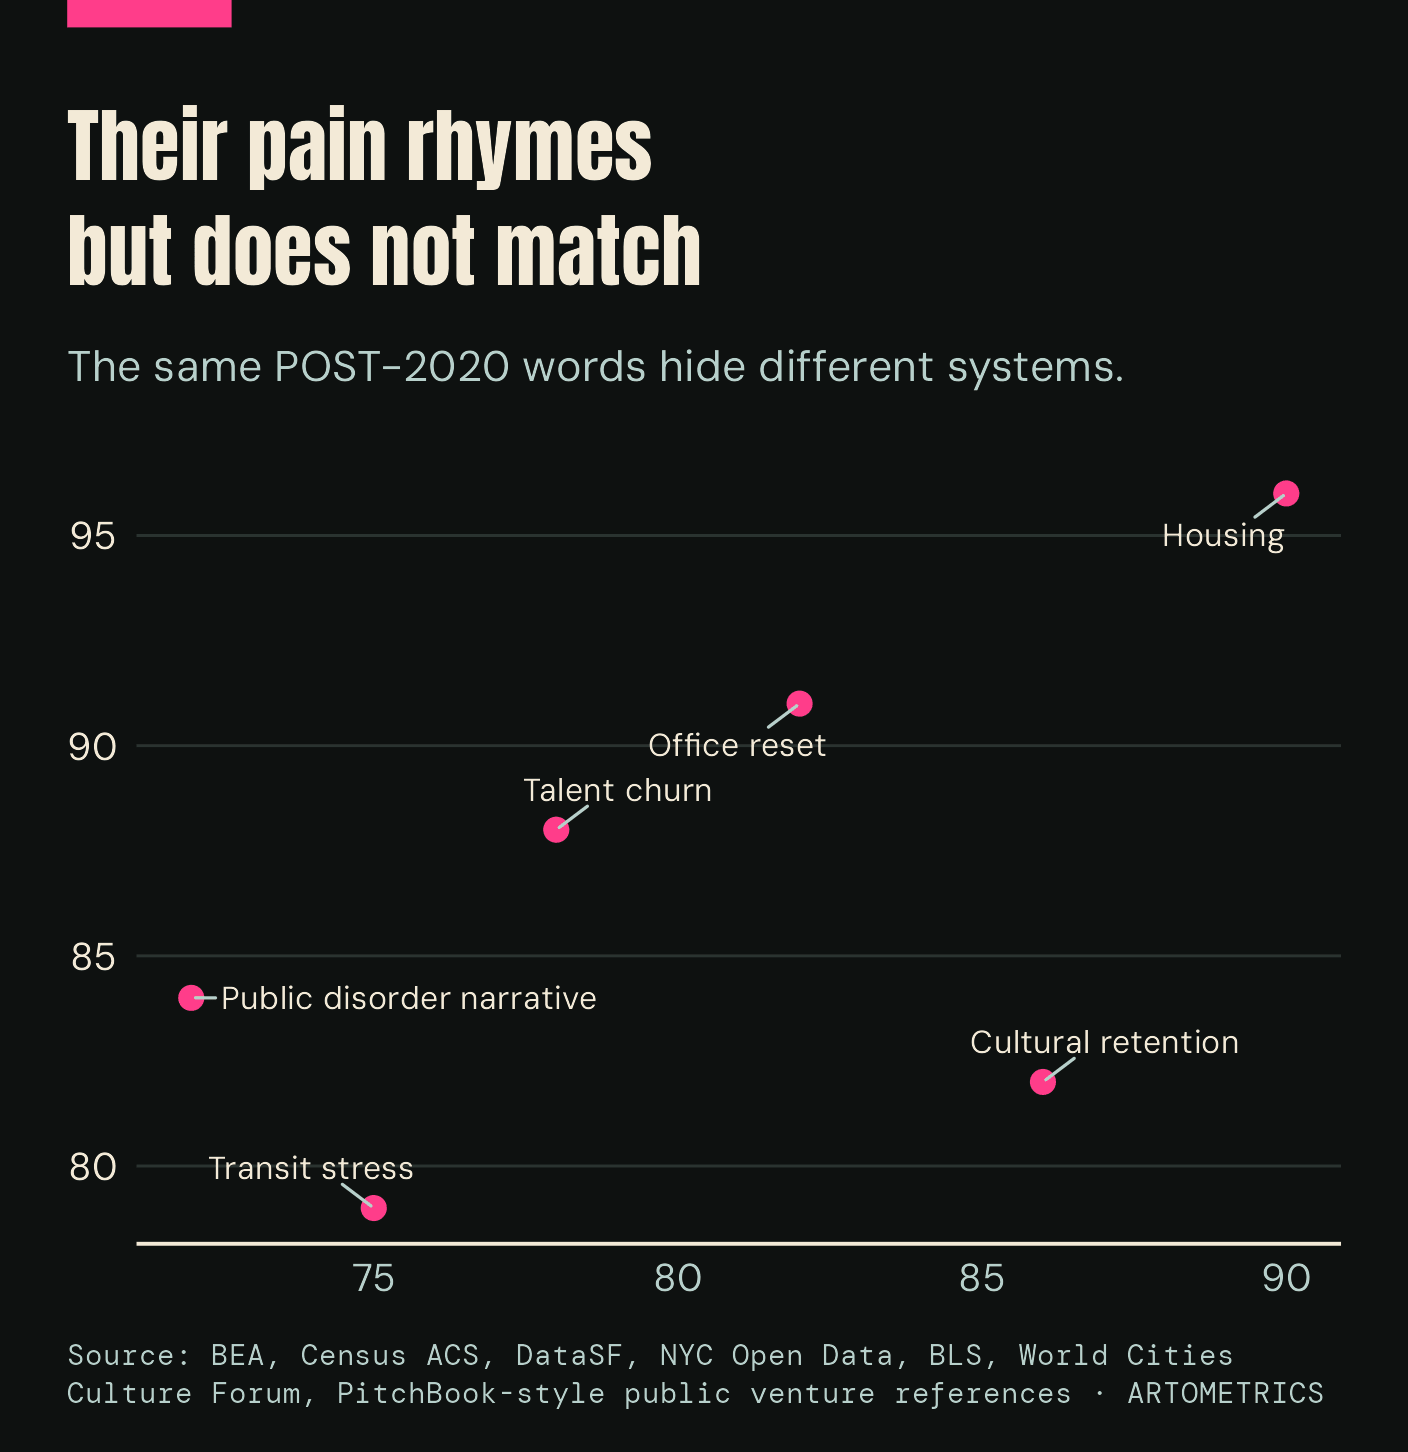 Their pain rhymes
but does not match
The same POST-2020 words hide different systems.
95
Housing
Office reset
90
Talent churn
85
Public disorder narrative
Cultural retention
80
Transit stress
75
80
85
90
Source: BEA, Census ACS, DataSF, NYC Open Data, BLS, World Cities
Culture Forum, PitchBook-style public venture references · ARTOMETRICS